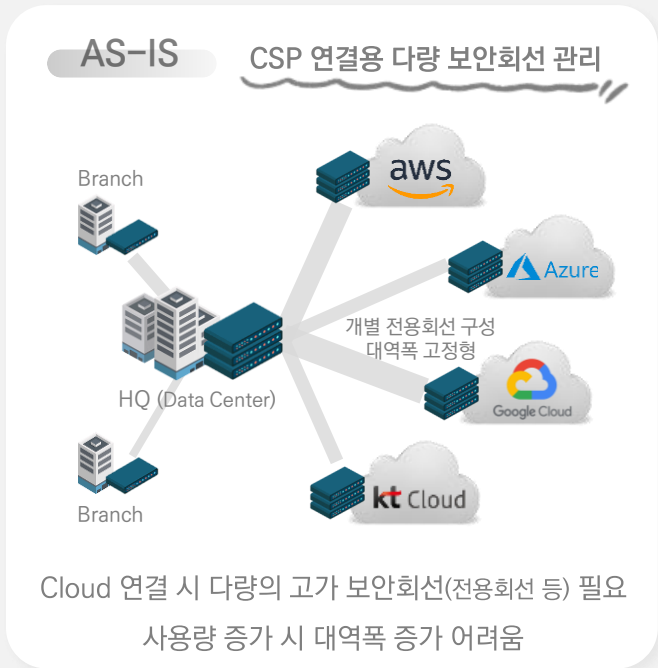 AS-IS
CSP 연결용 다량 보안회선 관리
aws
Branch
Azure
개별 전용회선 구성
대역폭 고정형
HQ (Data Center)
Google Cloud
kt Cloud
Branch
Cloud 연결 시 다량의 고가 보안회선(전용회선 등) 필요
사용량 증가 시 대역폭 증가 어려움